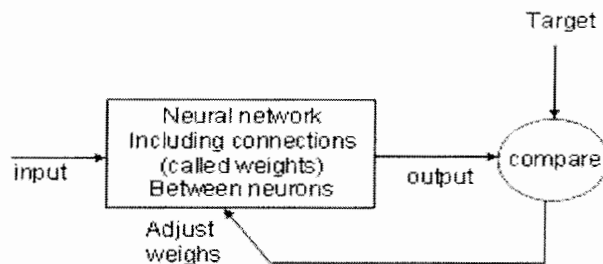 Target
Neural network
Including connections
(called weights)
Between neurons
compare
input
output
Adjust
weighs